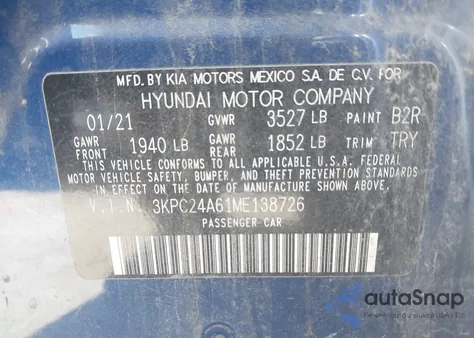 MFD. BY KIA MOTORS MEXICO S.A. DE C.V. FOR
HYUNDAI MOTOR COMPANY
01/21 GVWR 3527 LB PAINT B2R
GAWR FRONT 1940 LB GAWR REAR 1852 LB TRIM TRY
THIS VEHICLE CONFORMS TO ALL APPLICABLE U.S.A. FEDERAL
MOTOR VEHICLE SAFETY, BUMPER, AND THEFT PREVENTION STANDARDS
IN EFFECT ON THE DATE OF MANUFACTURE SHOWN ABOVE.
V.I.N. 3KPC24A61ME138726
PASSENGER CAR
autaSnap